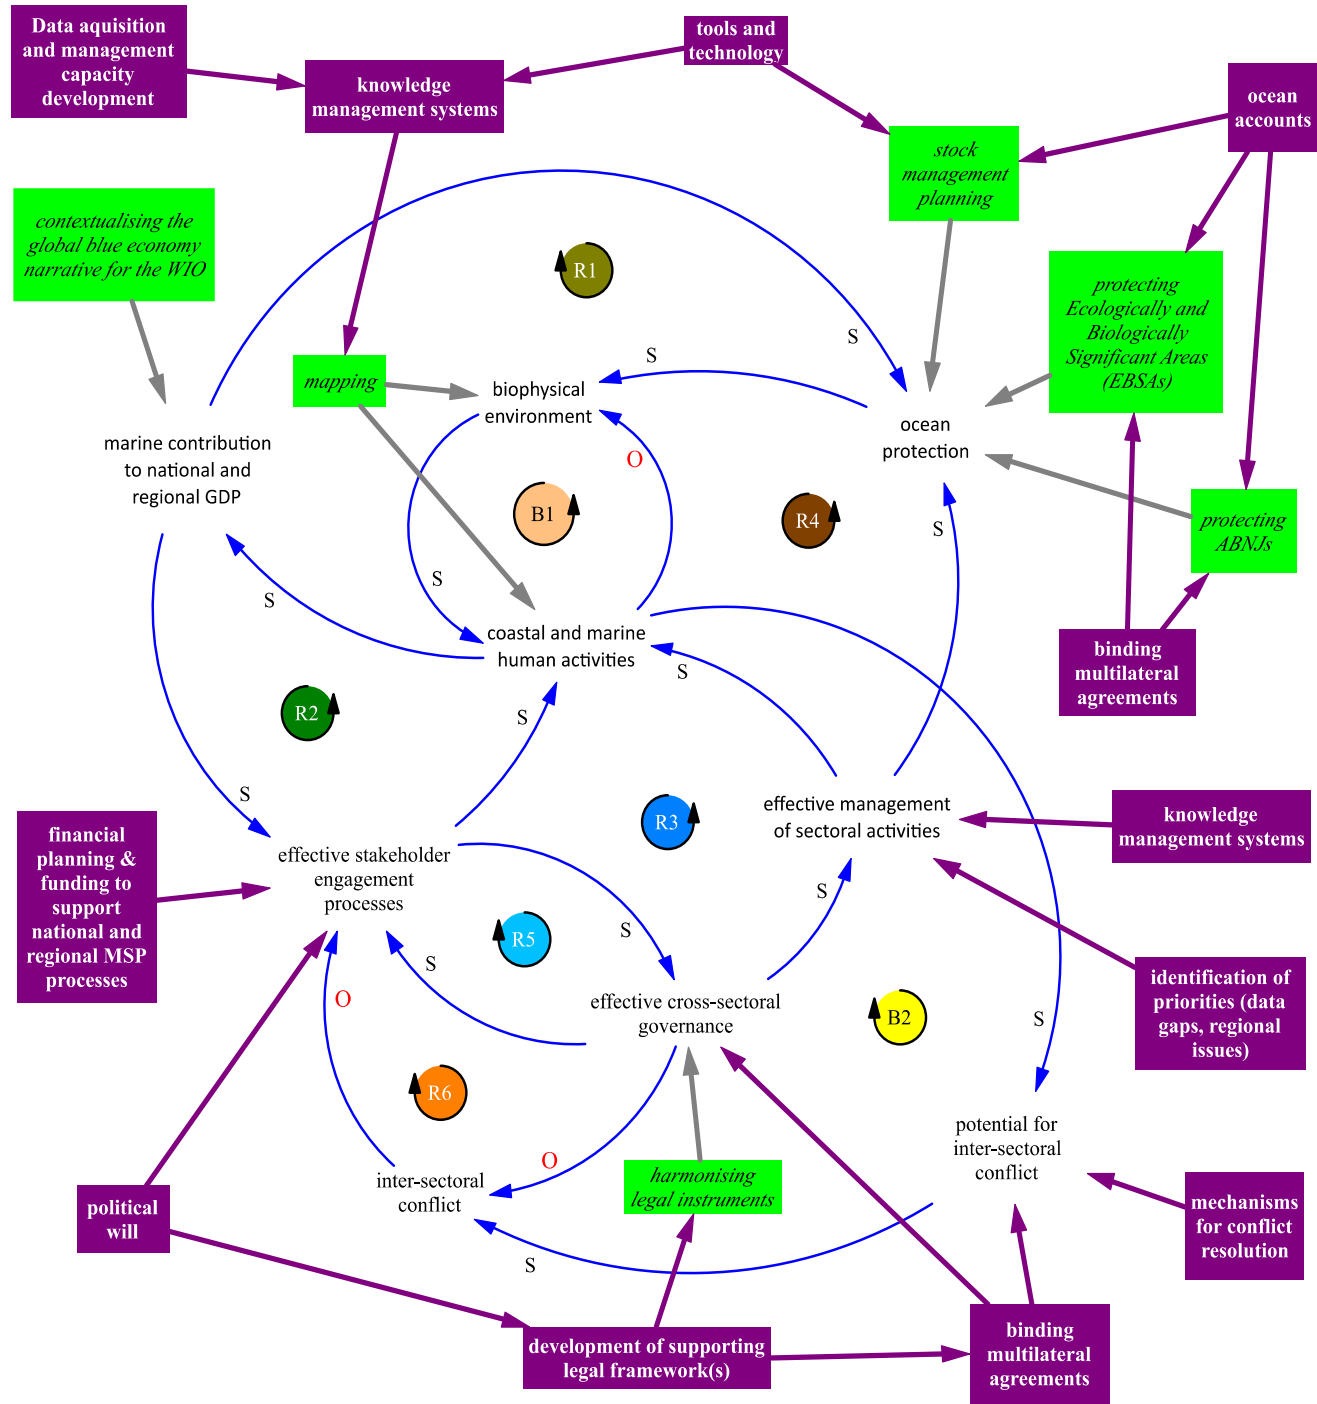 Data aquisition
and management
capacity
development
knowledge
management systems
tools and
technology
ocean
accounts
stock
management
planning
contextualising the
global blue economy
narrative for the WIO
R1
protecting
Ecologically and
Biologically
Significant Areas
(EBSAs)
S
S
mapping
biophysical
environment
ocean
protection
marine contribution
to national and
regional GDP
O
B1
R4
S
protecting
ABNJs
S
S
coastal and marine
human activities
S
binding
multilateral
agreements
R2
S
S
R3
effective management
of sectoral activities
knowledge
management systems
financial
planning &
funding to
support
national and
regional MSP
processes
effective stakeholder
engagement
processes
S
S
R5
S
identification of
priorities (data
gaps, regional
issues)
O
effective cross-sectoral
governance
B2
S
R6
potential for
inter-sectoral
conflict
O
inter-sectoral
conflict
harmonising
legal instruments
mechanisms
for conflict
resolution
political
will
S
development of supporting
legal framework(s)
binding
multilateral
agreements